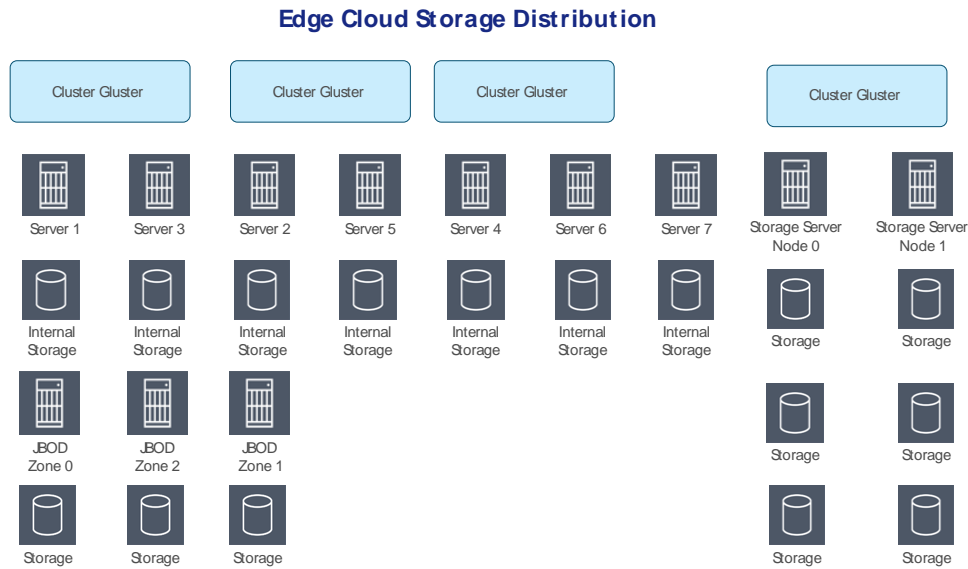 Edge Cloud Storage Distribution
Cluster Gluster
Cluster Gluster
Cluster Gluster
Cluster Gluster
Server 1
Server 3
Server 2
Server 5
Server 4
Server 6
Server 7
Storage Server
Node 0
Storage Server
Node 1
Internal
Storage
Internal
Storage
Internal
Storage
Internal
Storage
Internal
Storage
Internal
Storage
Internal
Storage
Storage
Storage
JBOD
Zone 0
JBOD
Zone 2
JBOD
Zone 1
Storage
Storage
Storage
Storage
Storage
Storage
Storage